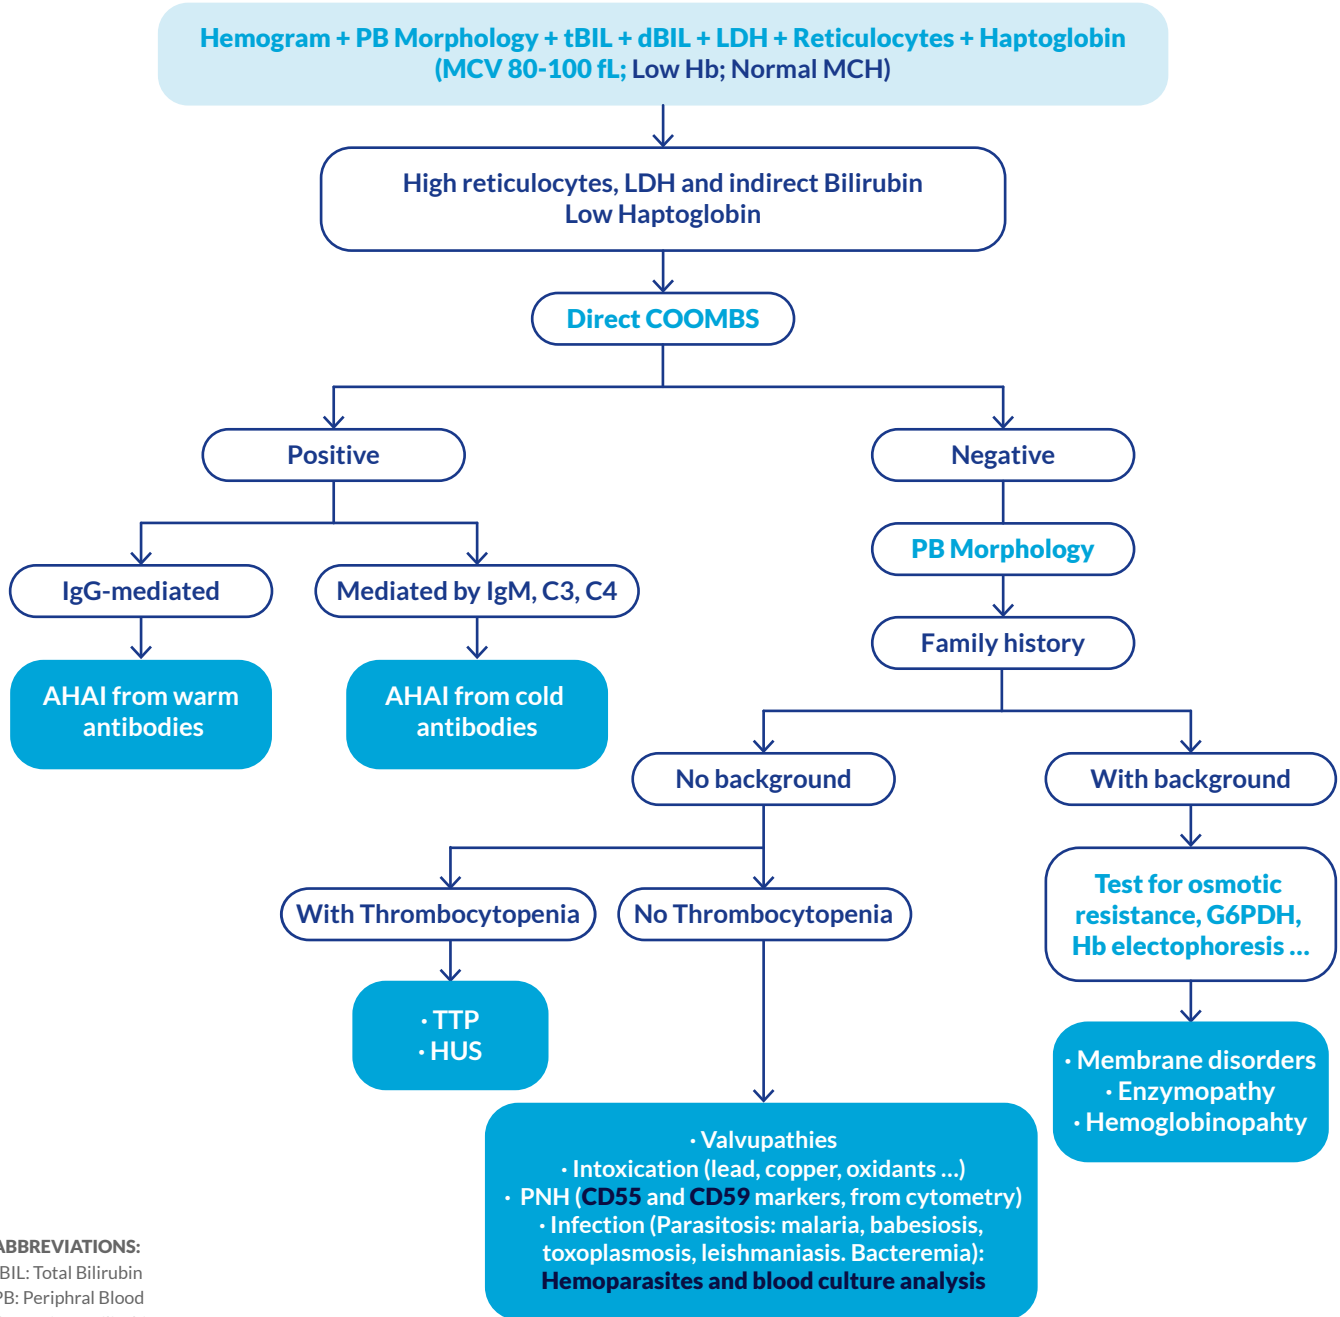 Hemogram + PB Morphology + tBIL + dBIL + LDH + Reticulocytes + Haptoglobin
(MCV 80-100 fL; Low Hb; Normal MCH)
High reticulocytes, LDH and indirect Bilirubin
Low Haptoglobin
Direct COOMBS
Positive
Negative
PB Morphology
IgG-mediated
Mediated by IgM, C3, C4
Family history
AHAI from warm
antibodies
AHAI from cold
antibodies
No background
With background
With Thrombocytopenia
No Thrombocytopenia
Test for osmotic
resistance, G6PDH,
Hb electophoresis ...
· TTP
· HUS
· Membrane disorders
· Enzymopathy
· Hemoglobinopahty
· Valvupathies
· Intoxication (lead, copper, oxidants ...)
· PNH (CD55 and CD59 markers, from cytometry)
· Infection (Parasitosis: malaria, babesiosis,
toxoplasmosis, leishmaniasis. Bacteremia):
Hemoparasites and blood culture analysis
ABBREVIATIONS:
BIL: Total Bilirubin
PB: Periphral Blood